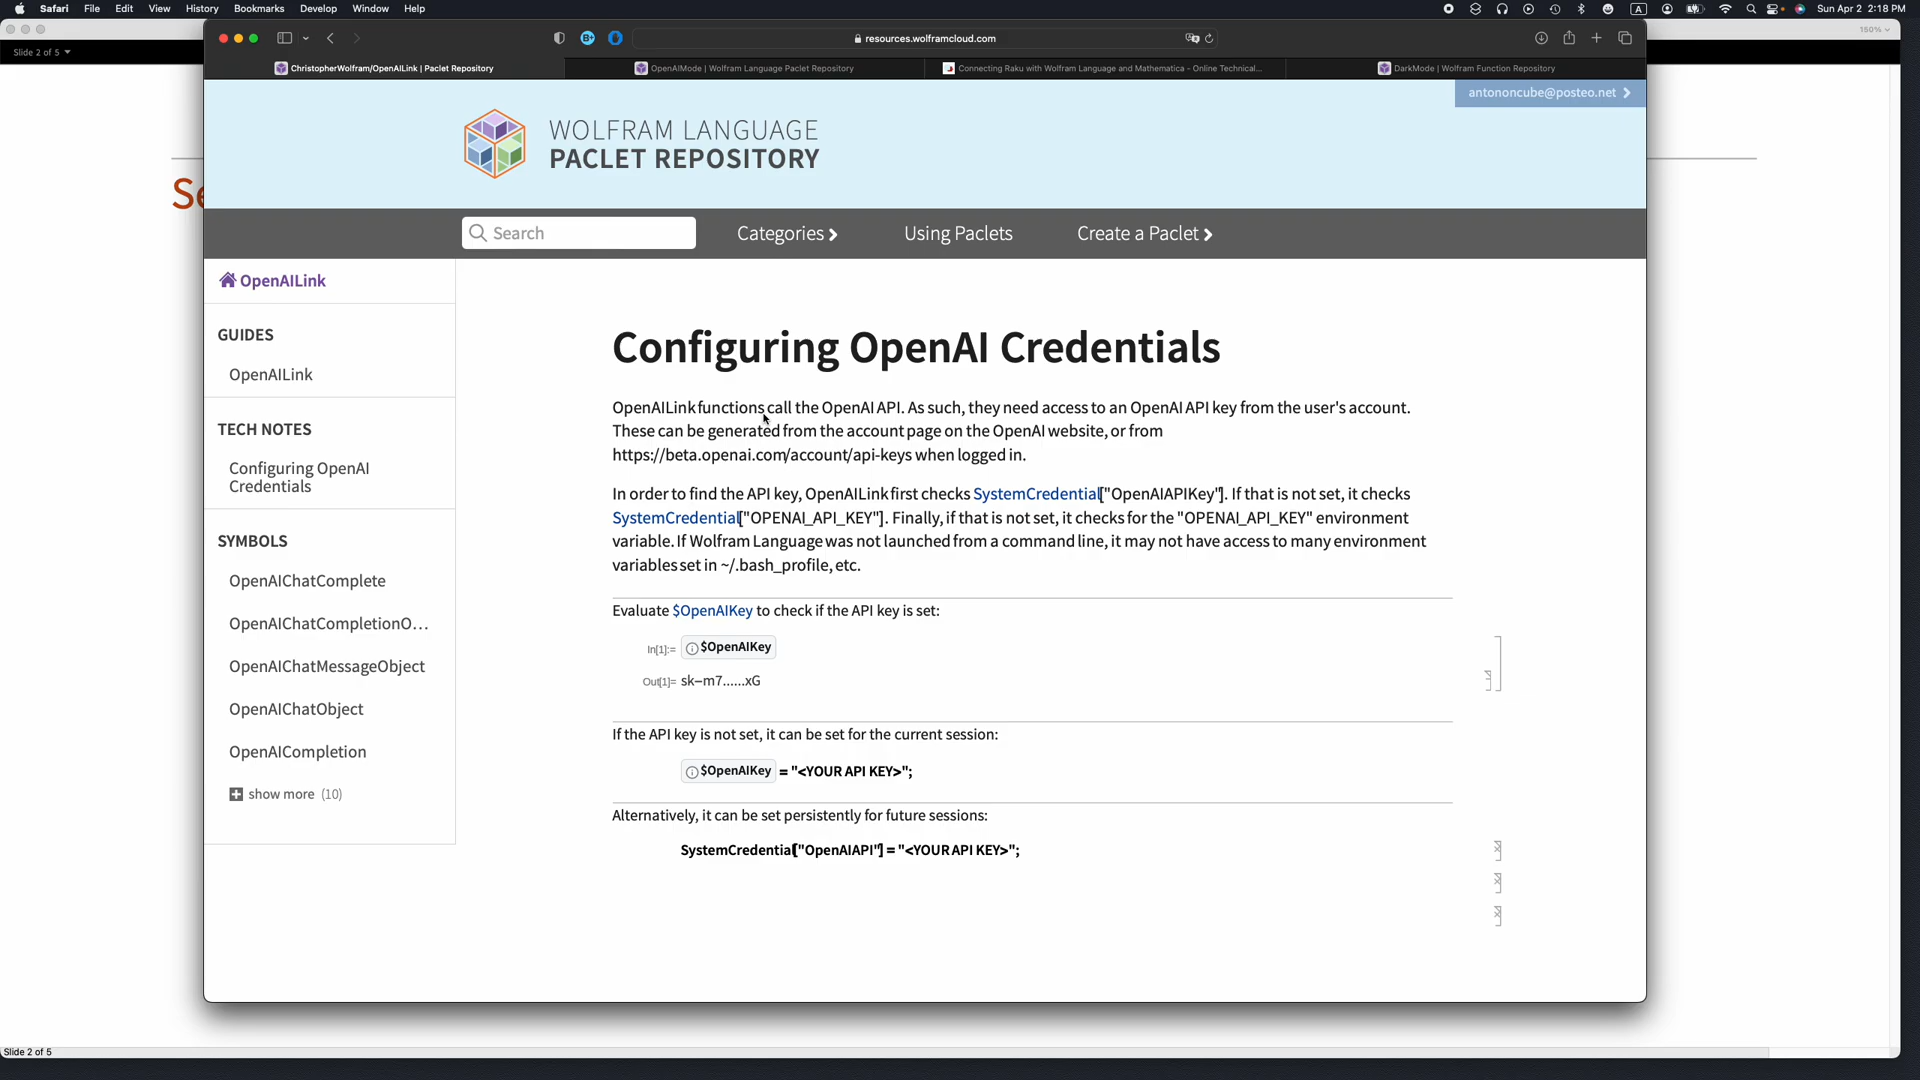 Safari File Edit View History Bookmarks Develop Window Help
A
Sun Apr 2 2:18 PM
Slide 2 of 5
150%
resources.wolframcloud.com
ChristopherWolfram/OpenAILink | Paclet Repository
OpenAIMode | Wolfram Language Paclet Repository
Connecting Raku with Wolfram Language and Mathematica - Online Technical...
DarkMode | Wolfram Function Repository
antononcube@posteo.net
WOLFRAM LANGUAGE
PACLET REPOSITORY
Search
Categories
Using Paclets
Create a Paclet
Se
OpenAILink
GUIDES
OpenAILink
TECH NOTES
Configuring OpenAI
Credentials
SYMBOLS
OpenAIChatComplete
OpenAIChatCompletionO...
OpenAIChatMessageObject
OpenAIChatObject
OpenAICompletion
show more (10)
Configuring OpenAI Credentials
OpenAILink functions call the OpenAI API. As such, they need access to an OpenAI API key from the user's account.
These can be generated from the account page on the OpenAI website, or from
https://beta.openai.com/account/api-keys when logged in.
In order to find the API key, OpenAILink first checks SystemCredential["OpenAIAPIKey"]. If that is not set, it checks
SystemCredential["OPENAI_API_KEY"]. Finally, if that is not set, it checks for the "OPENAI_API_KEY" environment
variable. If Wolfram Language was not launched from a command line, it may not have access to many environment
variables set in ~/.bash_profile, etc.
Evaluate $OpenAIKey to check if the API key is set:
In[1]:= $OpenAIKey
Out[1]= sk-m7......xG
If the API key is not set, it can be set for the current session:
$OpenAIKey = "<YOUR API KEY>";
Alternatively, it can be set persistently for future sessions:
SystemCredential["OpenAIAPI"] = "<YOUR API KEY>";
Slide 2 of 5